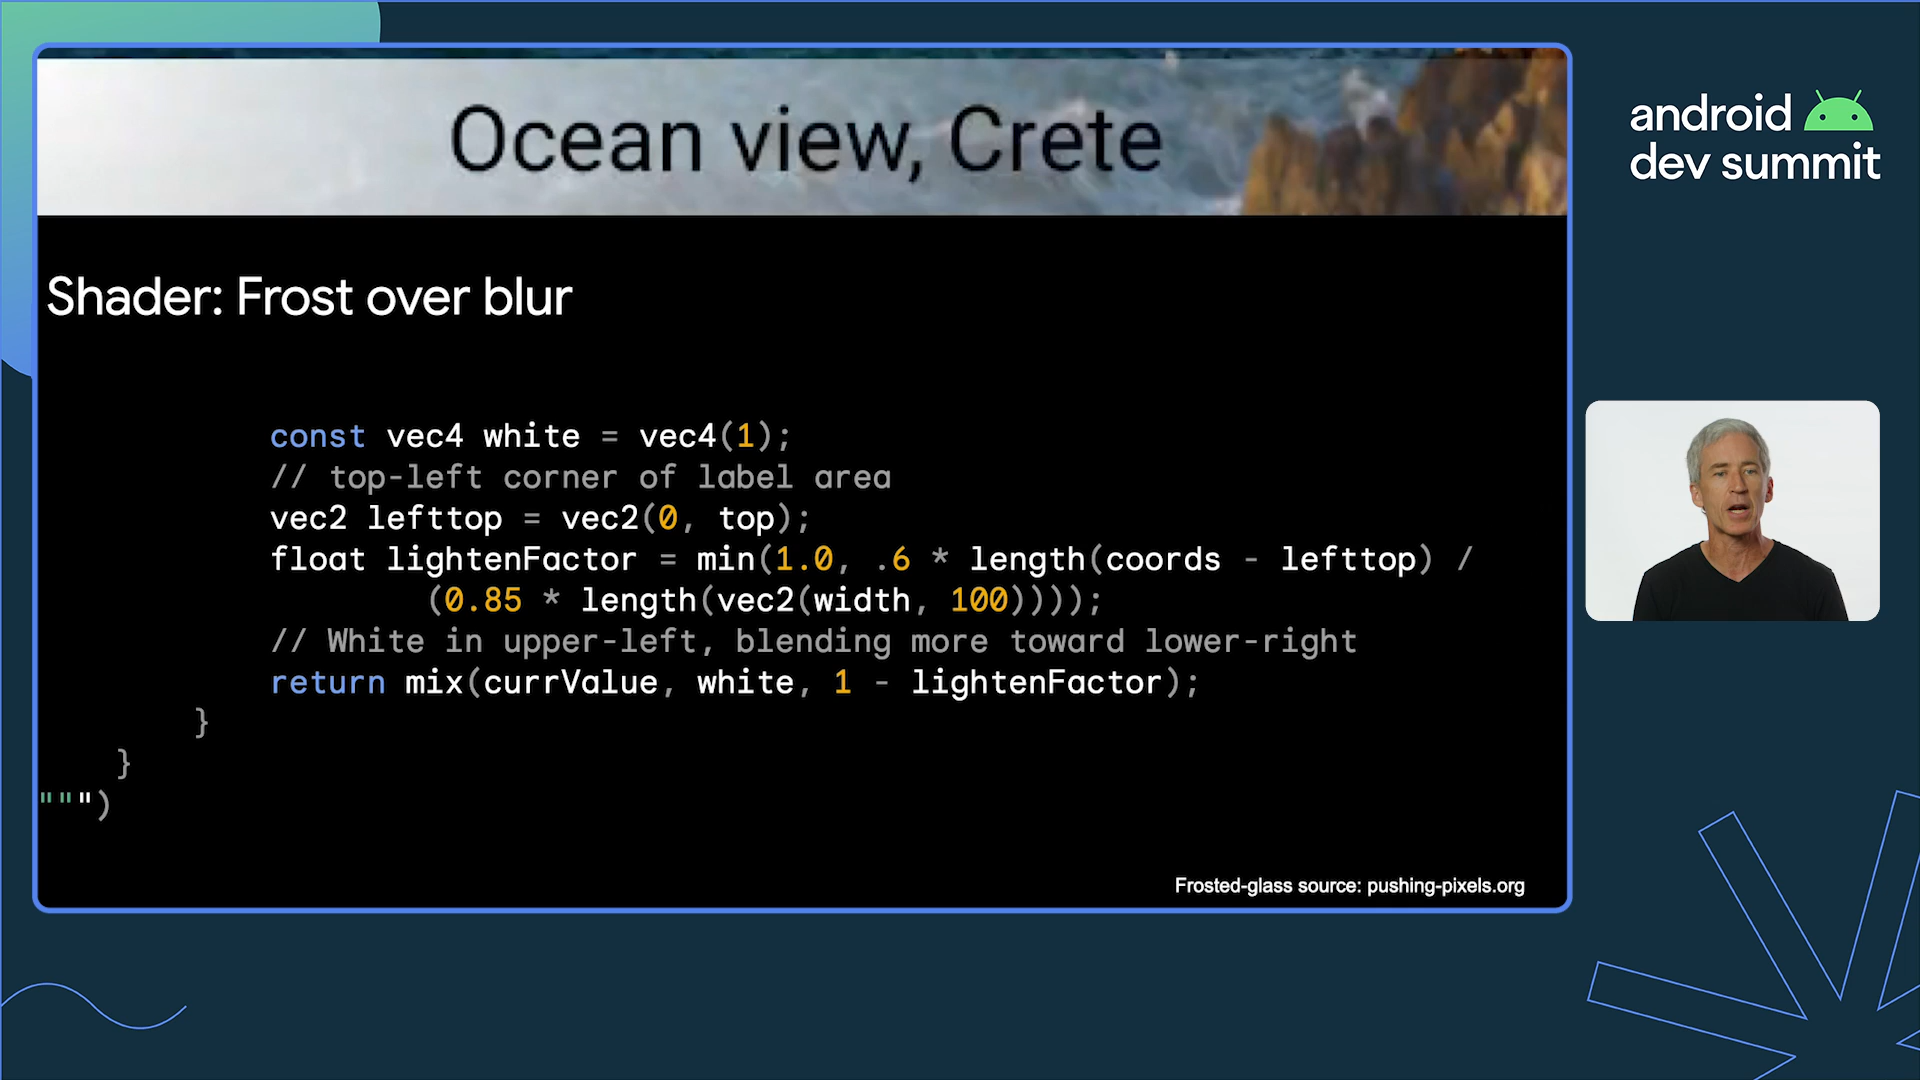 Ocean view, Crete
android
dev summit
Shader: Frost over blur
const vec4 white = vec4(1);
// top-left corner of label area
vec2 lefttop = vec2(0, top);
float lightenFactor = min(1.0, .6 * length(coords - lefttop) /
(0.85 * length(vec2(width, 100))));
// White in upper-left, blending more toward lower-right
return mix(currValue, white, 1 - lightenFactor);
}
}
""")
Frosted-glass source: pushing-pixels.org